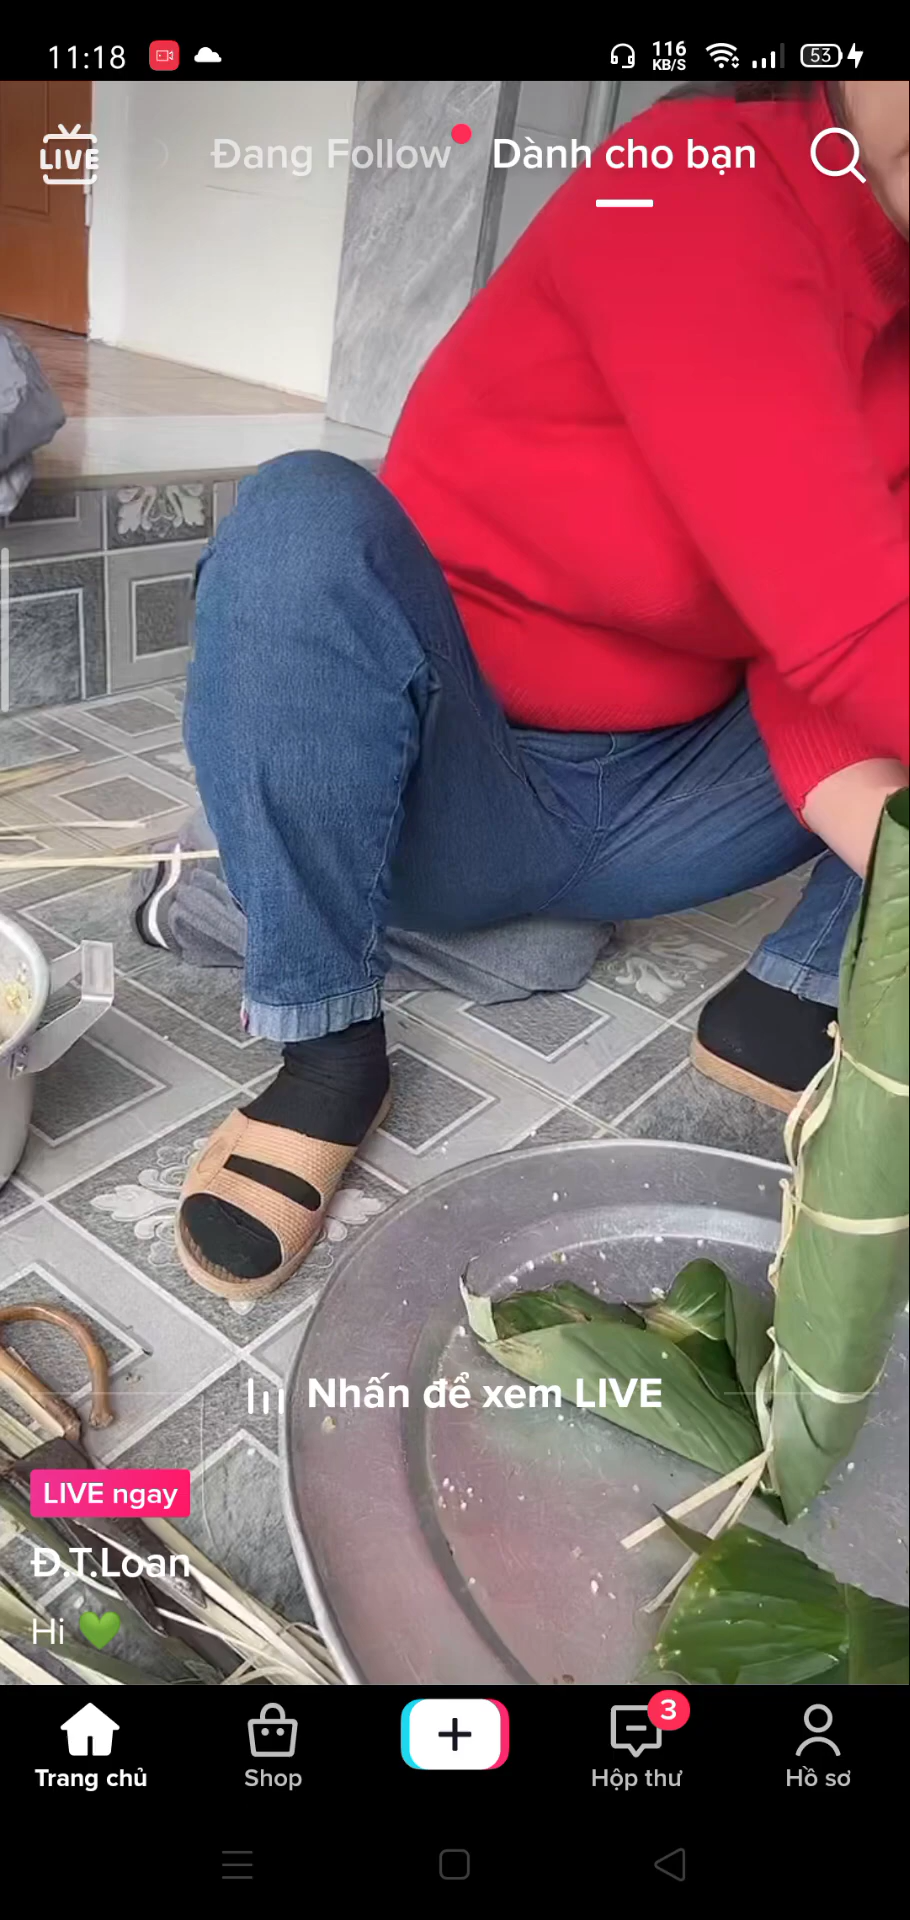 11:18
116
KB/S
53
LIVE
Đang Follow
Dành cho bạn
Nhấn để xem LIVE
LIVE ngay
Đ.T.Loan
Hi 💚
Trang chủ
Shop
3
Hộp thư
Hồ sơ